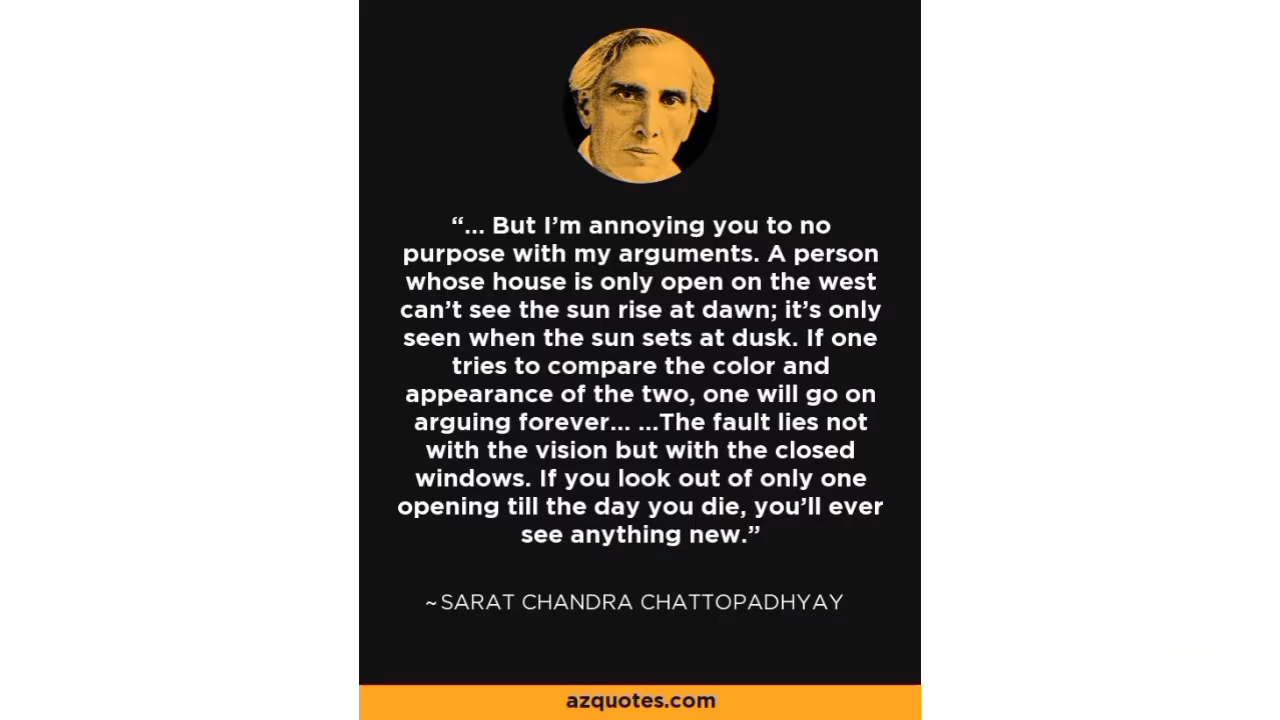 “... But I’m annoying you to no
purpose with my arguments. A person
whose house is only open on the west
can’t see the sun rise at dawn; it’s only
seen when the sun sets at dusk. If one
tries to compare the color and
appearance of the two, one will go on
arguing forever... ...The fault lies not
with the vision but with the closed
windows. If you look out of only one
opening till the day you die, you’ll ever
see anything new.”
~ SARAT CHANDRA CHATTOPADHYAY
azquotes.com